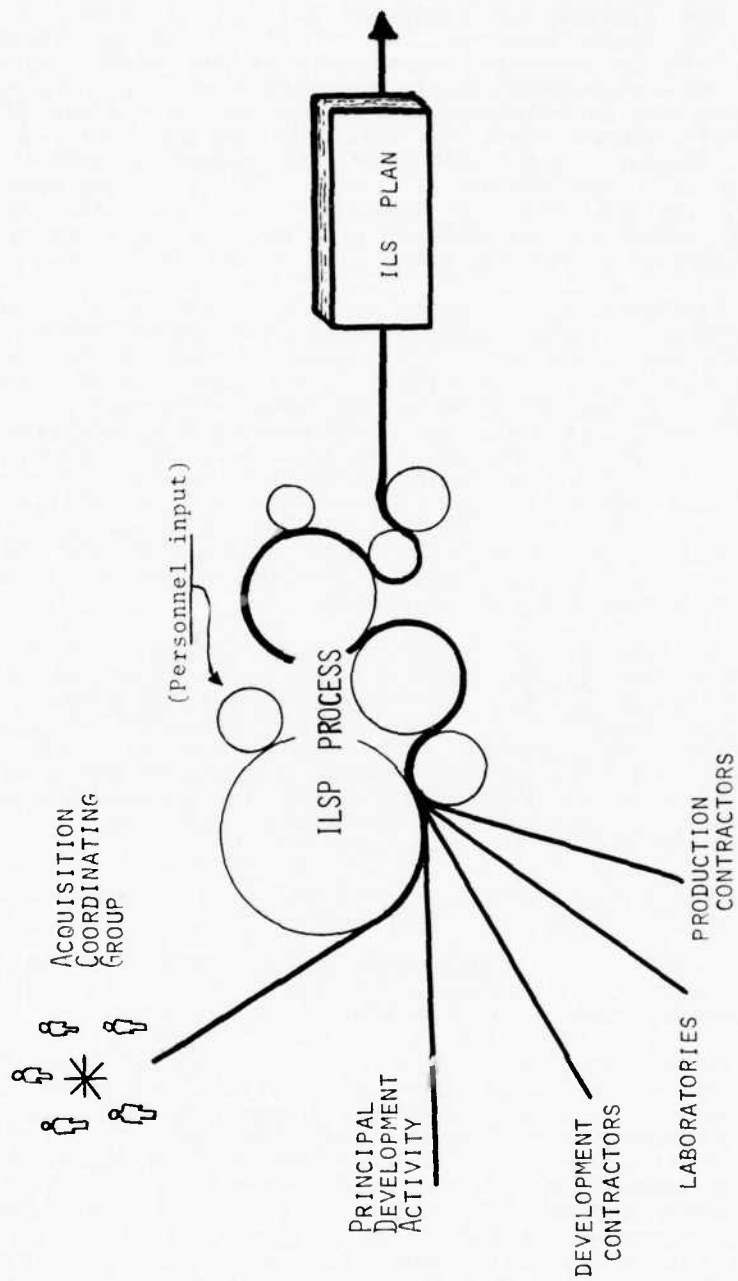 ACQUISITION
COORDINATING
GROUP
(Personnel input)
ILSP PROCESS
ILS PLAN
PRINCIPAL
DEVELOPMENT
ACTIVITY
DEVELOPMENT
CONTRACTORS
LABORATORIES
PRODUCTION
CONTRACTORS